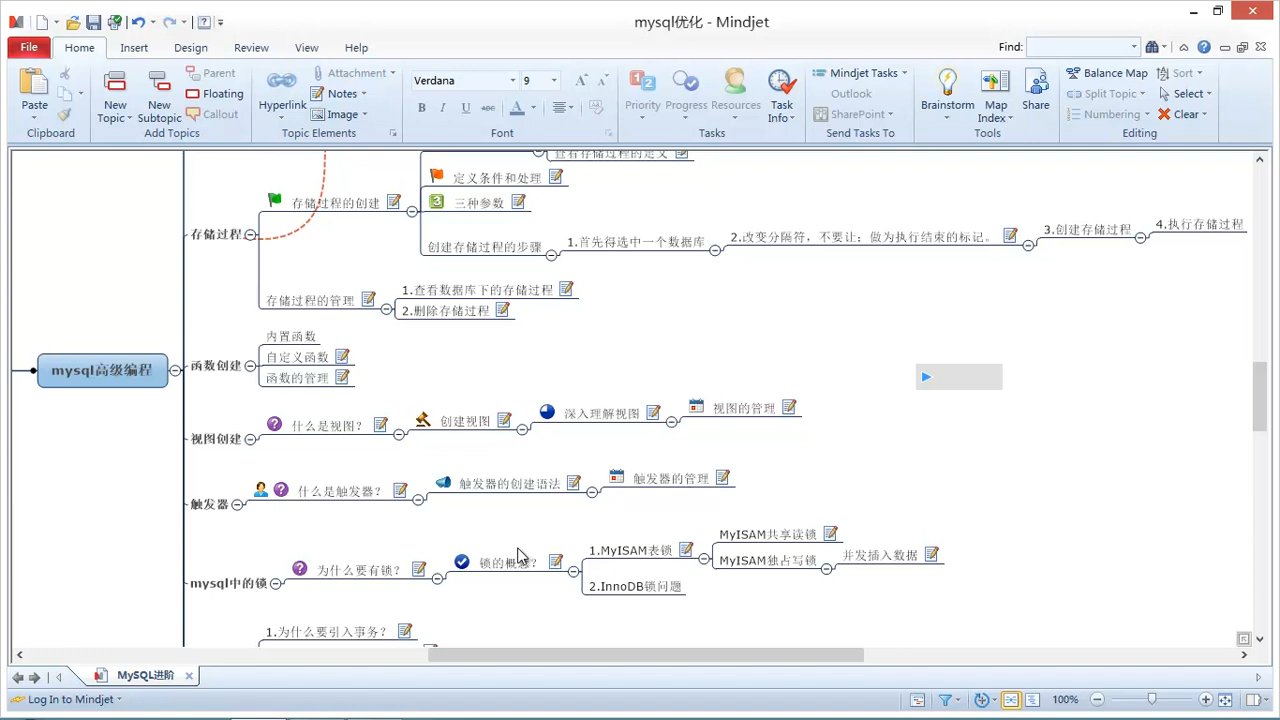 mysql优化 - Mindjet
File
Home
Insert
Design
Review
View
Help
Find:
Paste
Clipboard
New Topic
New Subtopic
Parent
Floating
Callout
Add Topics
Hyperlink
Attachment
Notes
Image
Topic Elements
Verdana
9
B
I
U
ABC
A
Font
Priority
Progress
Resources
Task Info
Tasks
Mindjet Tasks
Outlook
SharePoint
Send Tasks To
Brainstorm
Map Index
Share
Tools
Balance Map
Split Topic
Numbering
Sort
Select
Clear
Editing
查看存储过程的定义
定义条件和处理
3
三种参数
存储过程的创建
存储过程
创建存储过程的步骤
1.首先得选中一个数据库
2.改变分隔符，不要让；做为执行结束的标记。
3.创建存储过程
4.执行存储过程
存储过程的管理
1.查看数据库下的存储过程
2.删除存储过程
mysql高级编程
函数创建
内置函数
自定义函数
函数的管理
视图创建
什么是视图？
创建视图
深入理解视图
视图的管理
触发器
什么是触发器？
触发器的创建语法
触发器的管理
mysql中的锁
为什么要有锁？
锁的概念？
1.MyISAM表锁
MyISAM共享读锁
MyISAM独占写锁
并发插入数据
2.InnoDB锁问题
1.为什么要引入事务？
MySQL进阶
Log In to Mindjet
100%